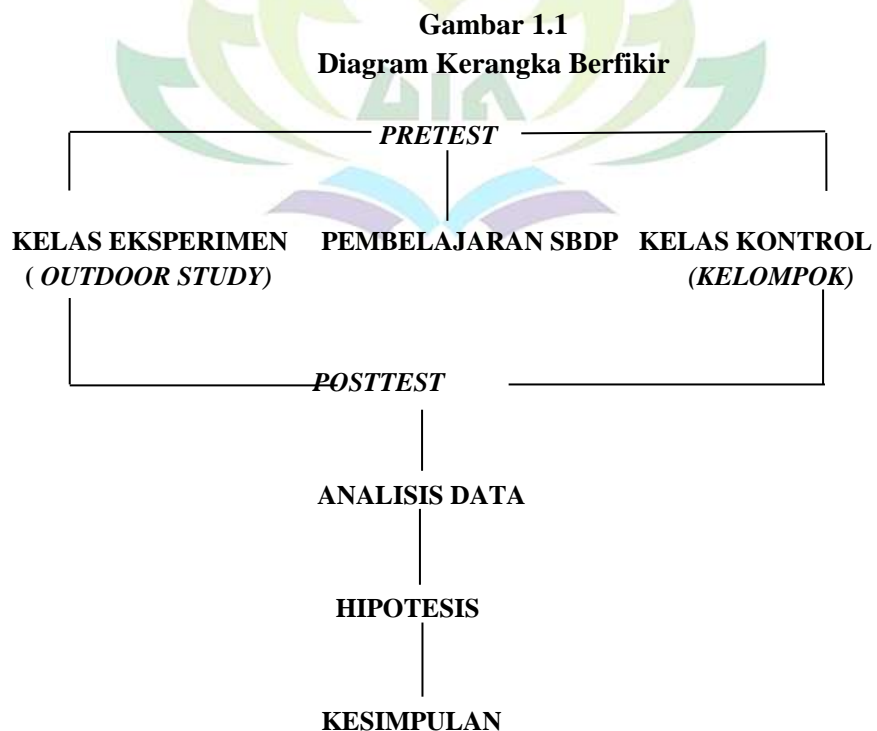 Gambar 1.1
Diagram Kerangka Berfikir
PRETEST
KELAS EKSPERIMEN PEMBELAJARAN SBDP KELAS KONTROL
( OUTDOOR STUDY) (KELOMPOK)
POSTTEST
ANALISIS DATA
HIPOTESIS
KESIMPULAN